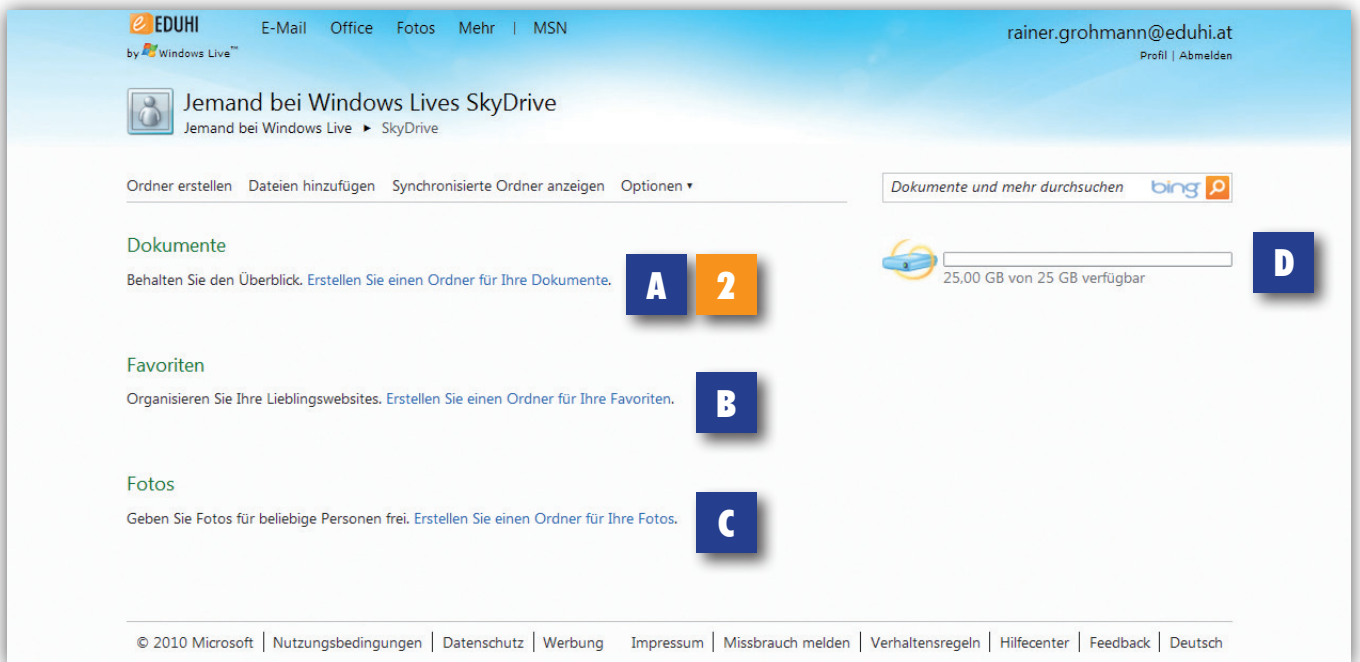 EDUHI E-Mail Office Fotos Mehr | MSN
rainer.grohmann@eduhi.at
by Windows Live™
Profil | Abmelden
Jemand bei Windows Lives SkyDrive
Jemand bei Windows Live ► SkyDrive
Ordner erstellen Dateien hinzufügen Synchronisierte Ordner anzeigen Optionen ▾
Dokumente und mehr durchsuchen bing
Dokumente
Behalten Sie den Überblick. Erstellen Sie einen Ordner für Ihre Dokumente.
A 2
25,00 GB von 25 GB verfügbar
D
Favoriten
Organisieren Sie Ihre Lieblingswebsites. Erstellen Sie einen Ordner für Ihre Favoriten.
B
Fotos
Geben Sie Fotos für beliebige Personen frei. Erstellen Sie einen Ordner für Ihre Fotos.
C
© 2010 Microsoft | Nutzungsbedingungen | Datenschutz | Werbung Impressum | Missbrauch melden | Verhaltensregeln | Hilfecenter | Feedback | Deutsch